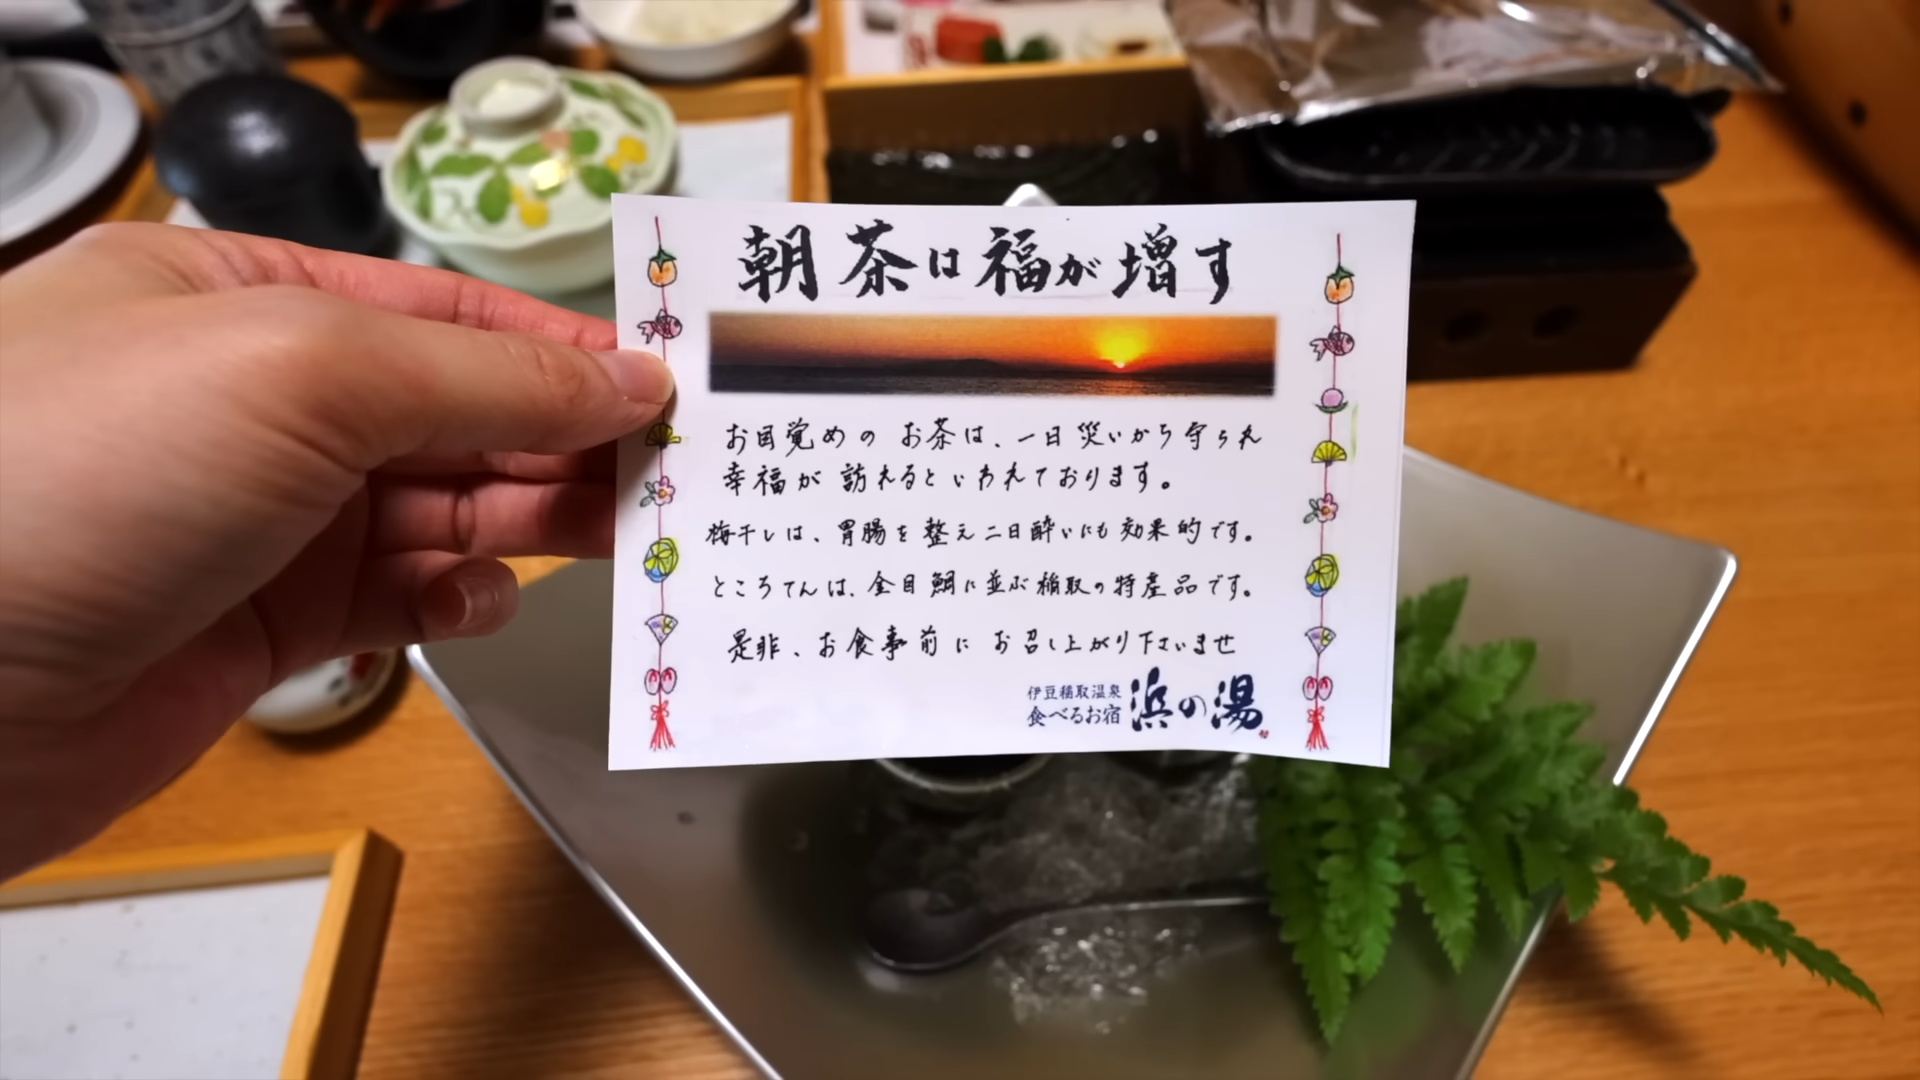 朝茶は福が増す
お目覚めの お茶は、一日 災いから 守られ
幸福が 訪れるといわれております。
梅干しは、胃腸を 整え 二日酔いにも 効果的です。
ところてんは、金目鯛に並ぶ稲取の特産品です。
是非、お食事前に お召し上がり下さいませ
伊豆稲取温泉
食べるお宿 浜の湯